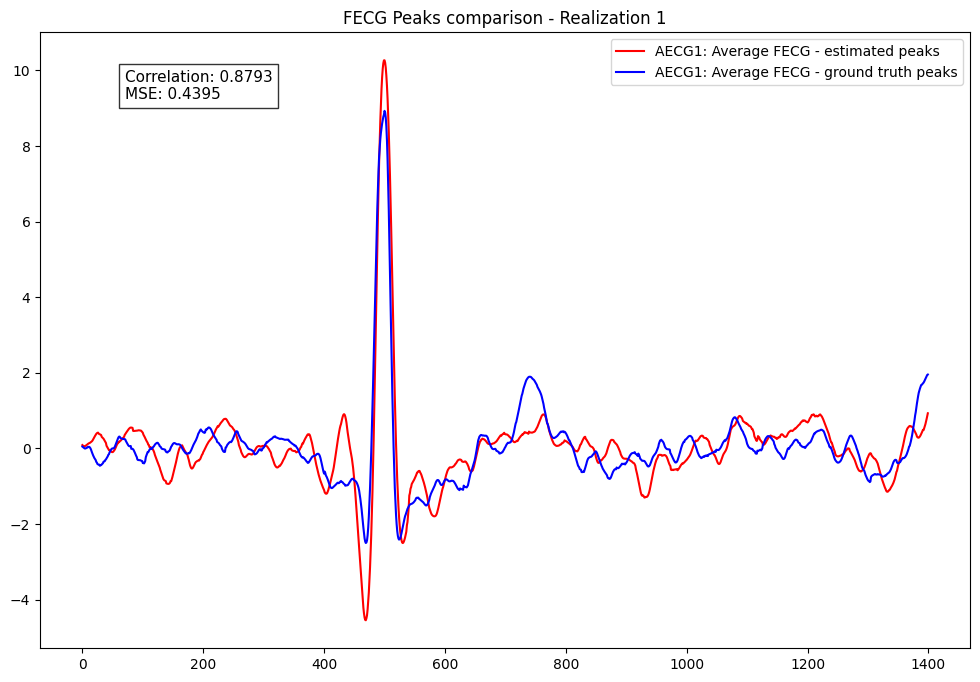 FECG Peaks comparison - Realization 1
AECG1: Average FECG - estimated peaks
AECG1: Average FECG - ground truth peaks
Correlation: 0.8793
MSE: 0.4395
10
8
6
4
2
0
−2
−4
0 200 400 600 800 1000 1200 1400